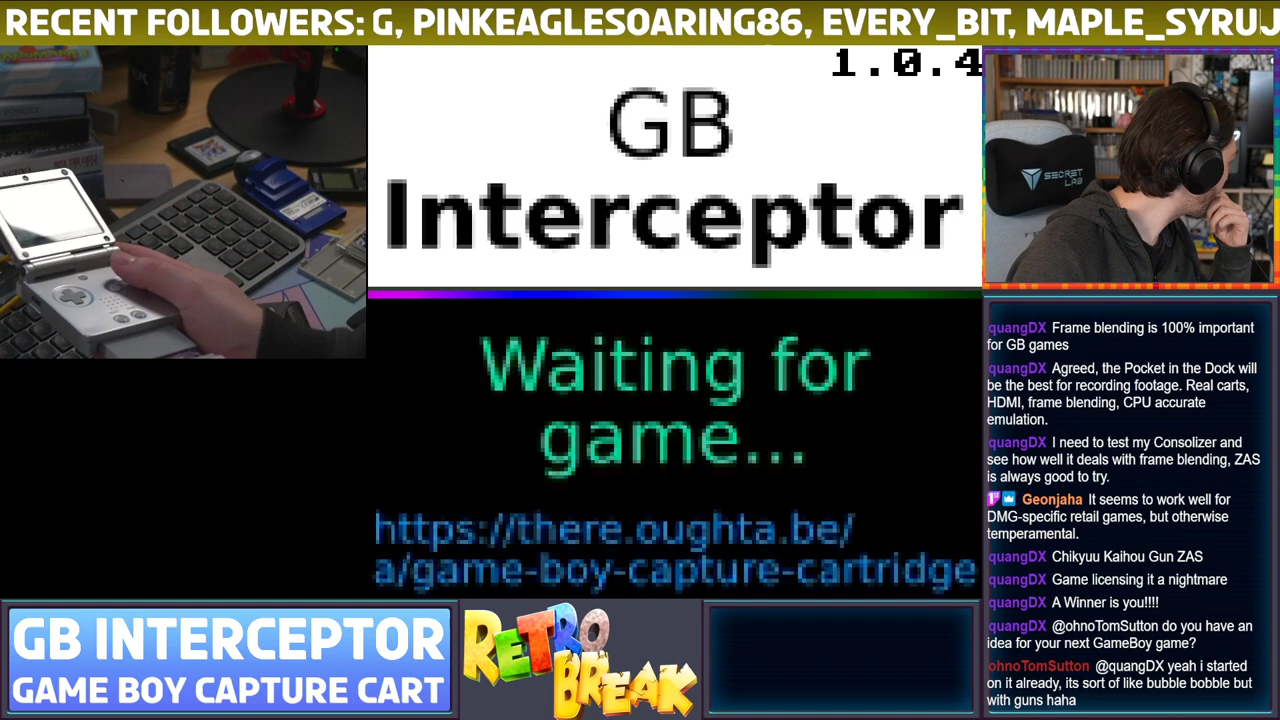 RECENT FOLLOWERS: G, PINKEAGLESOARING86, EVERY_BIT, MAPLE_SYRUJ
1.0.4
GB
Interceptor
SECRET
LAB
Waiting for
game...
https://there.oughta.be/
a/game-boy-capture-cartridge
quangDX Frame blending is 100% important
for GB games
quangDX Agreed, the Pocket in the Dock will
be the best for recording footage. Real carts,
HDMI, frame blending, CPU accurate
emulation.
quangDX I need to test my Consolizer and
see how well it deals with frame blending, ZAS
is always good to try.
Geonjaha It seems to work well for
DMG-specific retail games, but otherwise
temperamental.
quangDX Chikyuu Kaihou Gun ZAS
quangDX Game licensing it a nightmare
quangDX A Winner is you!!!!
quangDX @ohnoTomSutton do you have an
idea for your next GameBoy game?
ohnoTomSutton @quangDX yeah i started
on it already, its sort of like bubble bobble but
with guns haha
GB INTERCEPTOR
GAME BOY CAPTURE CART
RETRO
BREAK